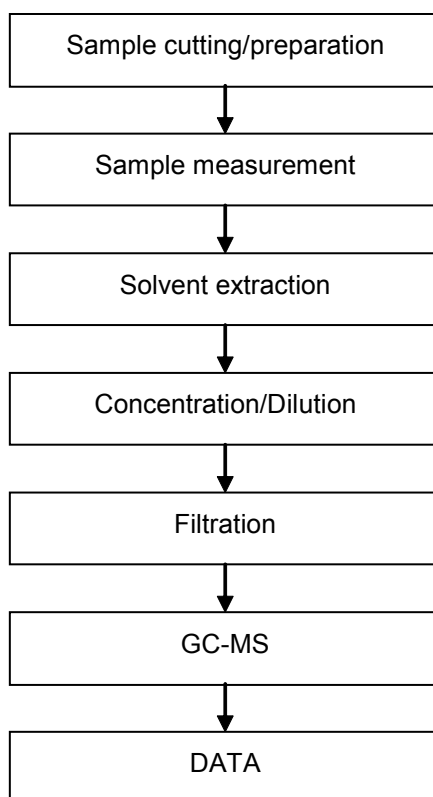 Sample cutting/preparation
Sample measurement
Solvent extraction
Concentration/Dilution
Filtration
GC-MS
DATA